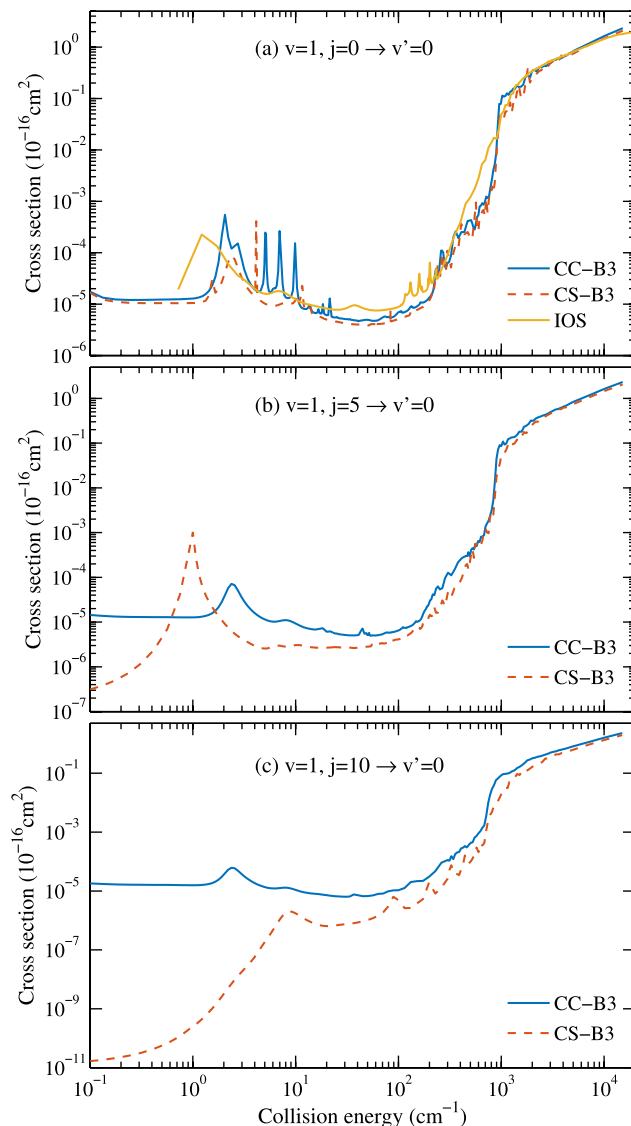 (a) v=1, j=0 → v'=0
Cross section (10⁻¹⁶cm²)
10⁰
10⁻¹
10⁻²
10⁻³
10⁻⁴
10⁻⁵
10⁻⁶
CC−B3
CS−B3
IOS
(b) v=1, j=5 → v'=0
Cross section (10⁻¹⁶cm²)
10⁰
10⁻¹
10⁻²
10⁻³
10⁻⁴
10⁻⁵
10⁻⁶
10⁻⁷
CC−B3
CS−B3
(c) v=1, j=10 → v'=0
Cross section (10⁻¹⁶cm²)
10⁻¹
10⁻³
10⁻⁵
10⁻⁷
10⁻⁹
10⁻¹¹
CC−B3
CS−B3
10⁻¹ 10⁰ 10¹ 10² 10³ 10⁴
Collision energy (cm⁻¹)